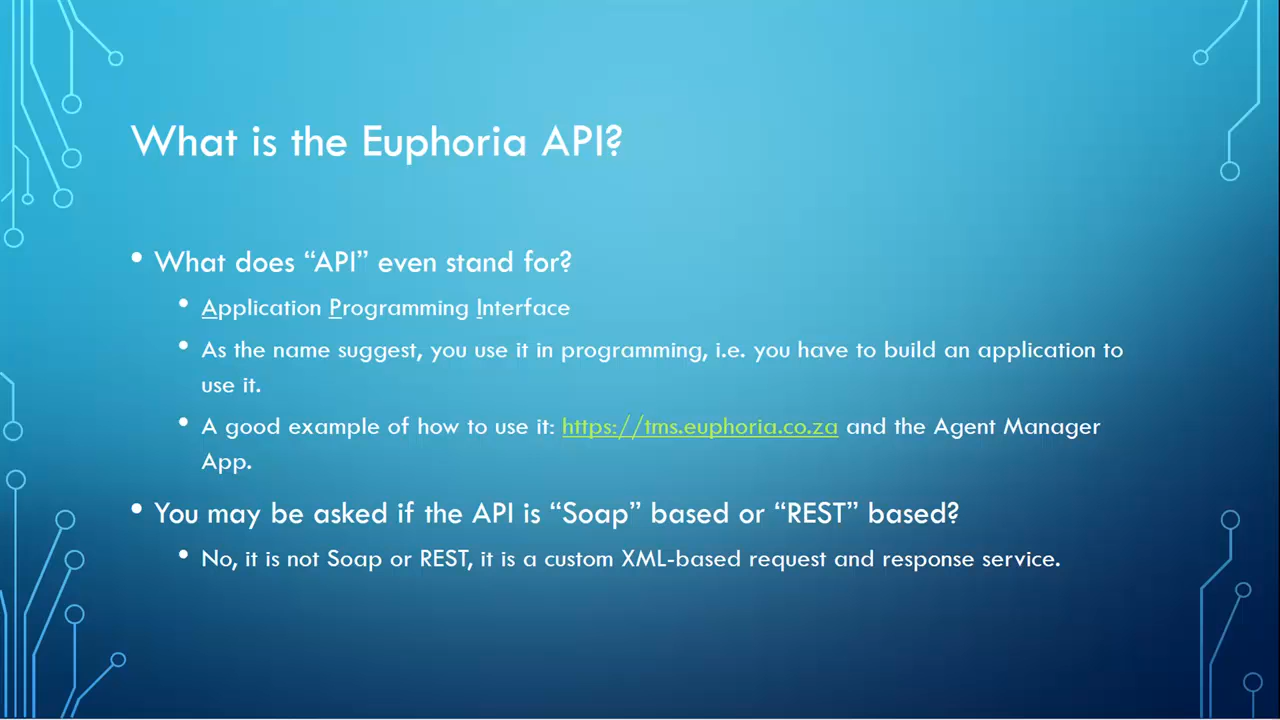 What is the Euphoria API?
• What does “API” even stand for?
• Application Programming Interface
• As the name suggest, you use it in programming, i.e. you have to build an application to
use it.
• A good example of how to use it: https://tms.euphoria.co.za and the Agent Manager
App.
• You may be asked if the API is “Soap” based or “REST” based?
• No, it is not Soap or REST, it is a custom XML-based request and response service.